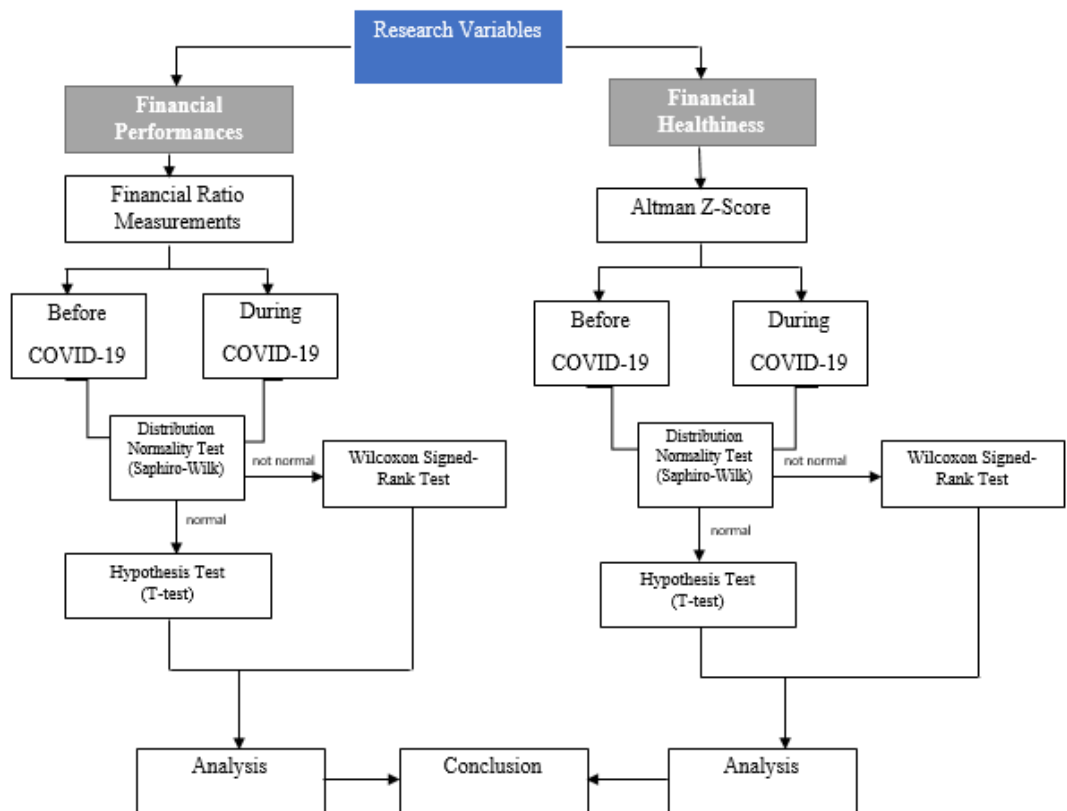 Research Variables
Financial
Performances
Financial
Healthiness
Financial Ratio
Measurements
Altman Z-Score
Before
COVID-19
During
COVID-19
Before
COVID-19
During
COVID-19
Distribution
Normality Test
(Saphiro-Wilk)
not normal
Wilcoxon Signed-
Rank Test
Distribution
Normality Test
(Saphiro-Wilk)
not normal
Wilcoxon Signed-
Rank Test
normal
normal
Hypothesis Test
(T-test)
Hypothesis Test
(T-test)
Analysis
Conclusion
Analysis